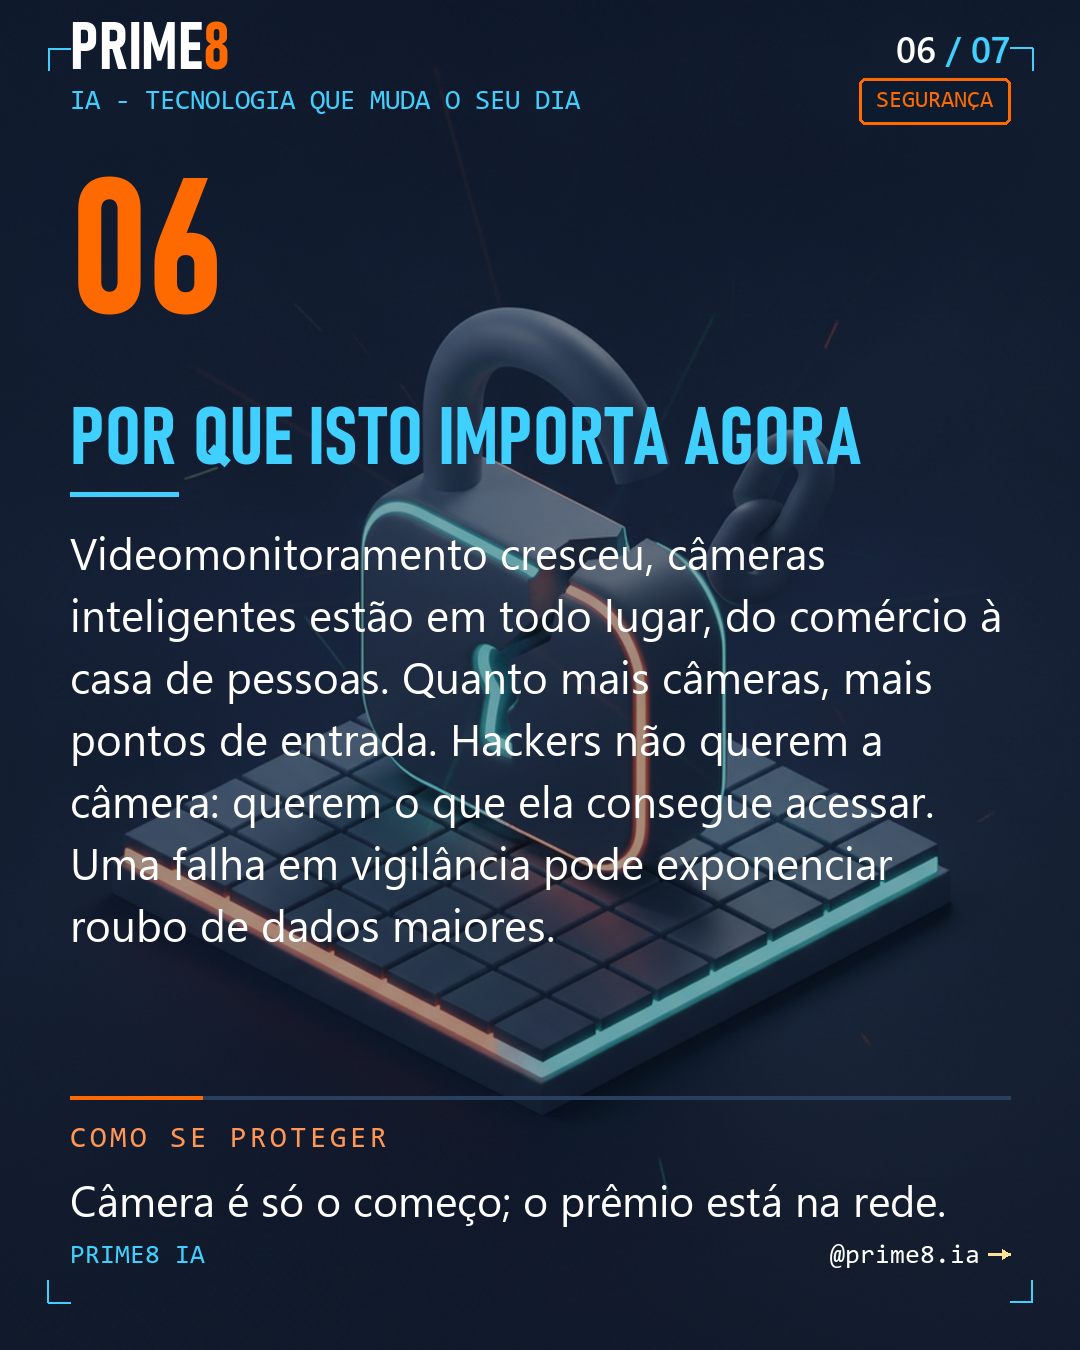 PRIME8
06 / 07
IA - TECNOLOGIA QUE MUDA O SEU DIA
SEGURANÇA
06
POR QUE ISTO IMPORTA AGORA
Videomonitoramento cresceu, câmeras
inteligentes estão em todo lugar, do comércio à
casa de pessoas. Quanto mais câmeras, mais
pontos de entrada. Hackers não querem a
câmera: querem o que ela consegue acessar.
Uma falha em vigilância pode exponenciar
roubo de dados maiores.
COMO SE PROTEGER
Câmera é só o começo; o prêmio está na rede.
PRIME8 IA
@prime8.ia →